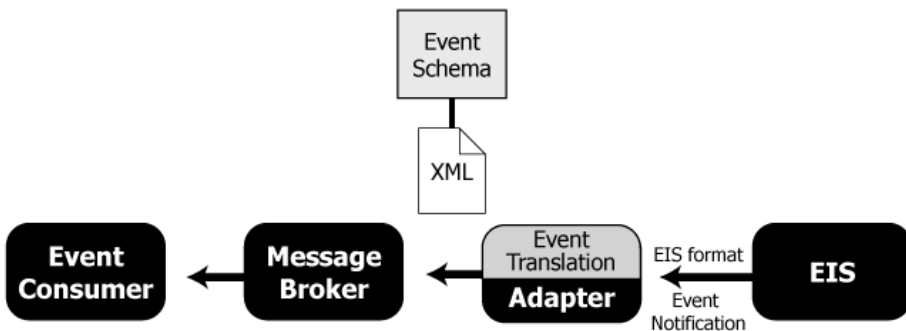 Event
Schema
XML
Event
Consumer
Message
Broker
Event
Translation
Adapter
EIS format
Event
Notification
EIS